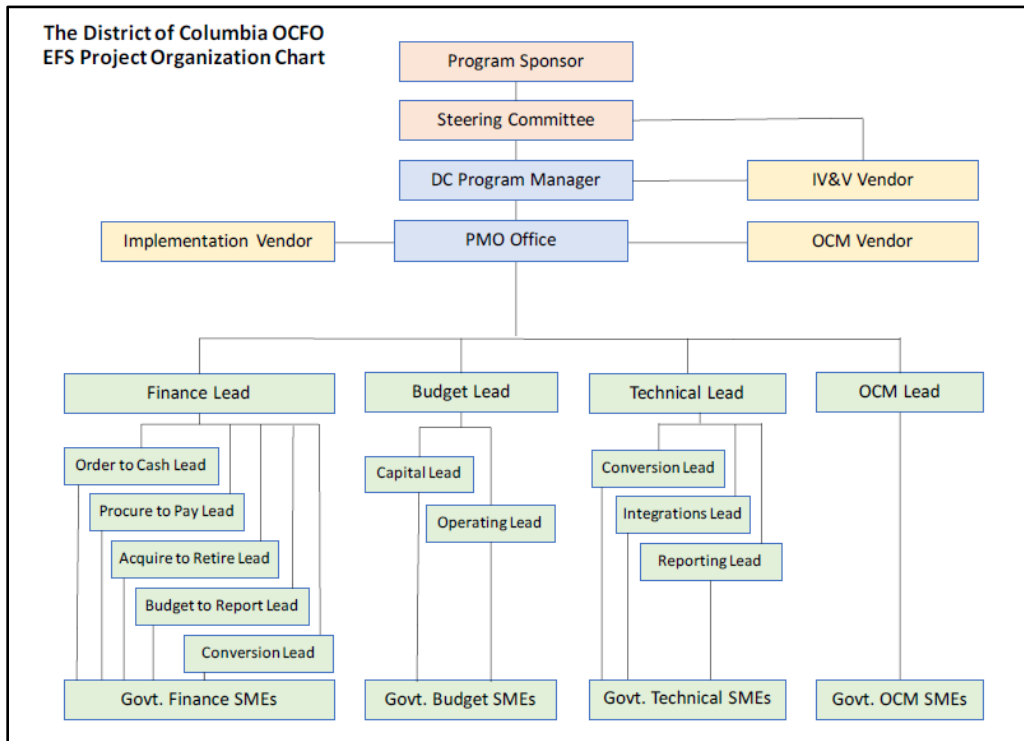 The District of Columbia OCFO
EFS Project Organization Chart
Program Sponsor
Steering Committee
DC Program Manager
IV&V Vendor
Implementation Vendor
PMO Office
OCM Vendor
Finance Lead
Budget Lead
Technical Lead
OCM Lead
Order to Cash Lead
Procure to Pay Lead
Acquire to Retire Lead
Budget to Report Lead
Conversion Lead
Capital Lead
Operating Lead
Conversion Lead
Integrations Lead
Reporting Lead
Govt. Finance SMEs
Govt. Budget SMEs
Govt. Technical SMEs
Govt. OCM SMEs